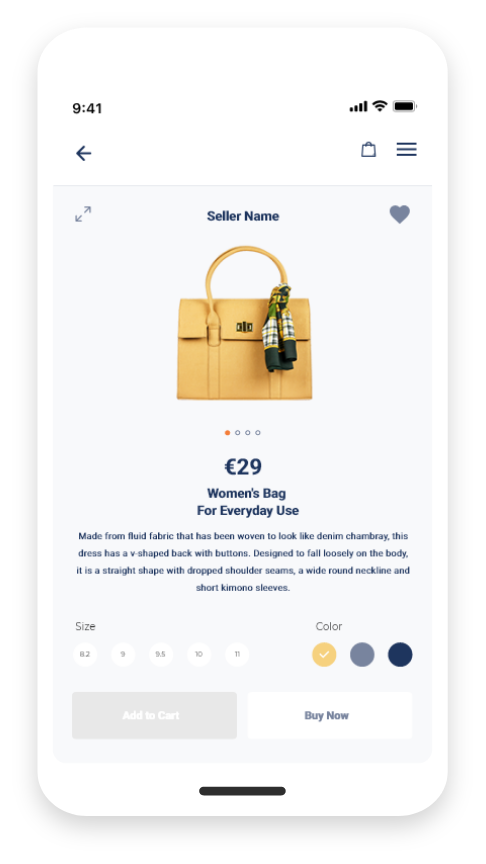 9:41
Seller Name
€29
Women's Bag
For Everyday Use
Made from fluid fabric that has been woven to look like denim chambray, this
dress has a v-shaped back with buttons. Designed to fall loosely on the body,
it is a straight shape with dropped shoulder seams, a wide round neckline and
short kimono sleeves.
Size Color
8.2 9 9.5 10 11
Add to Cart Buy Now